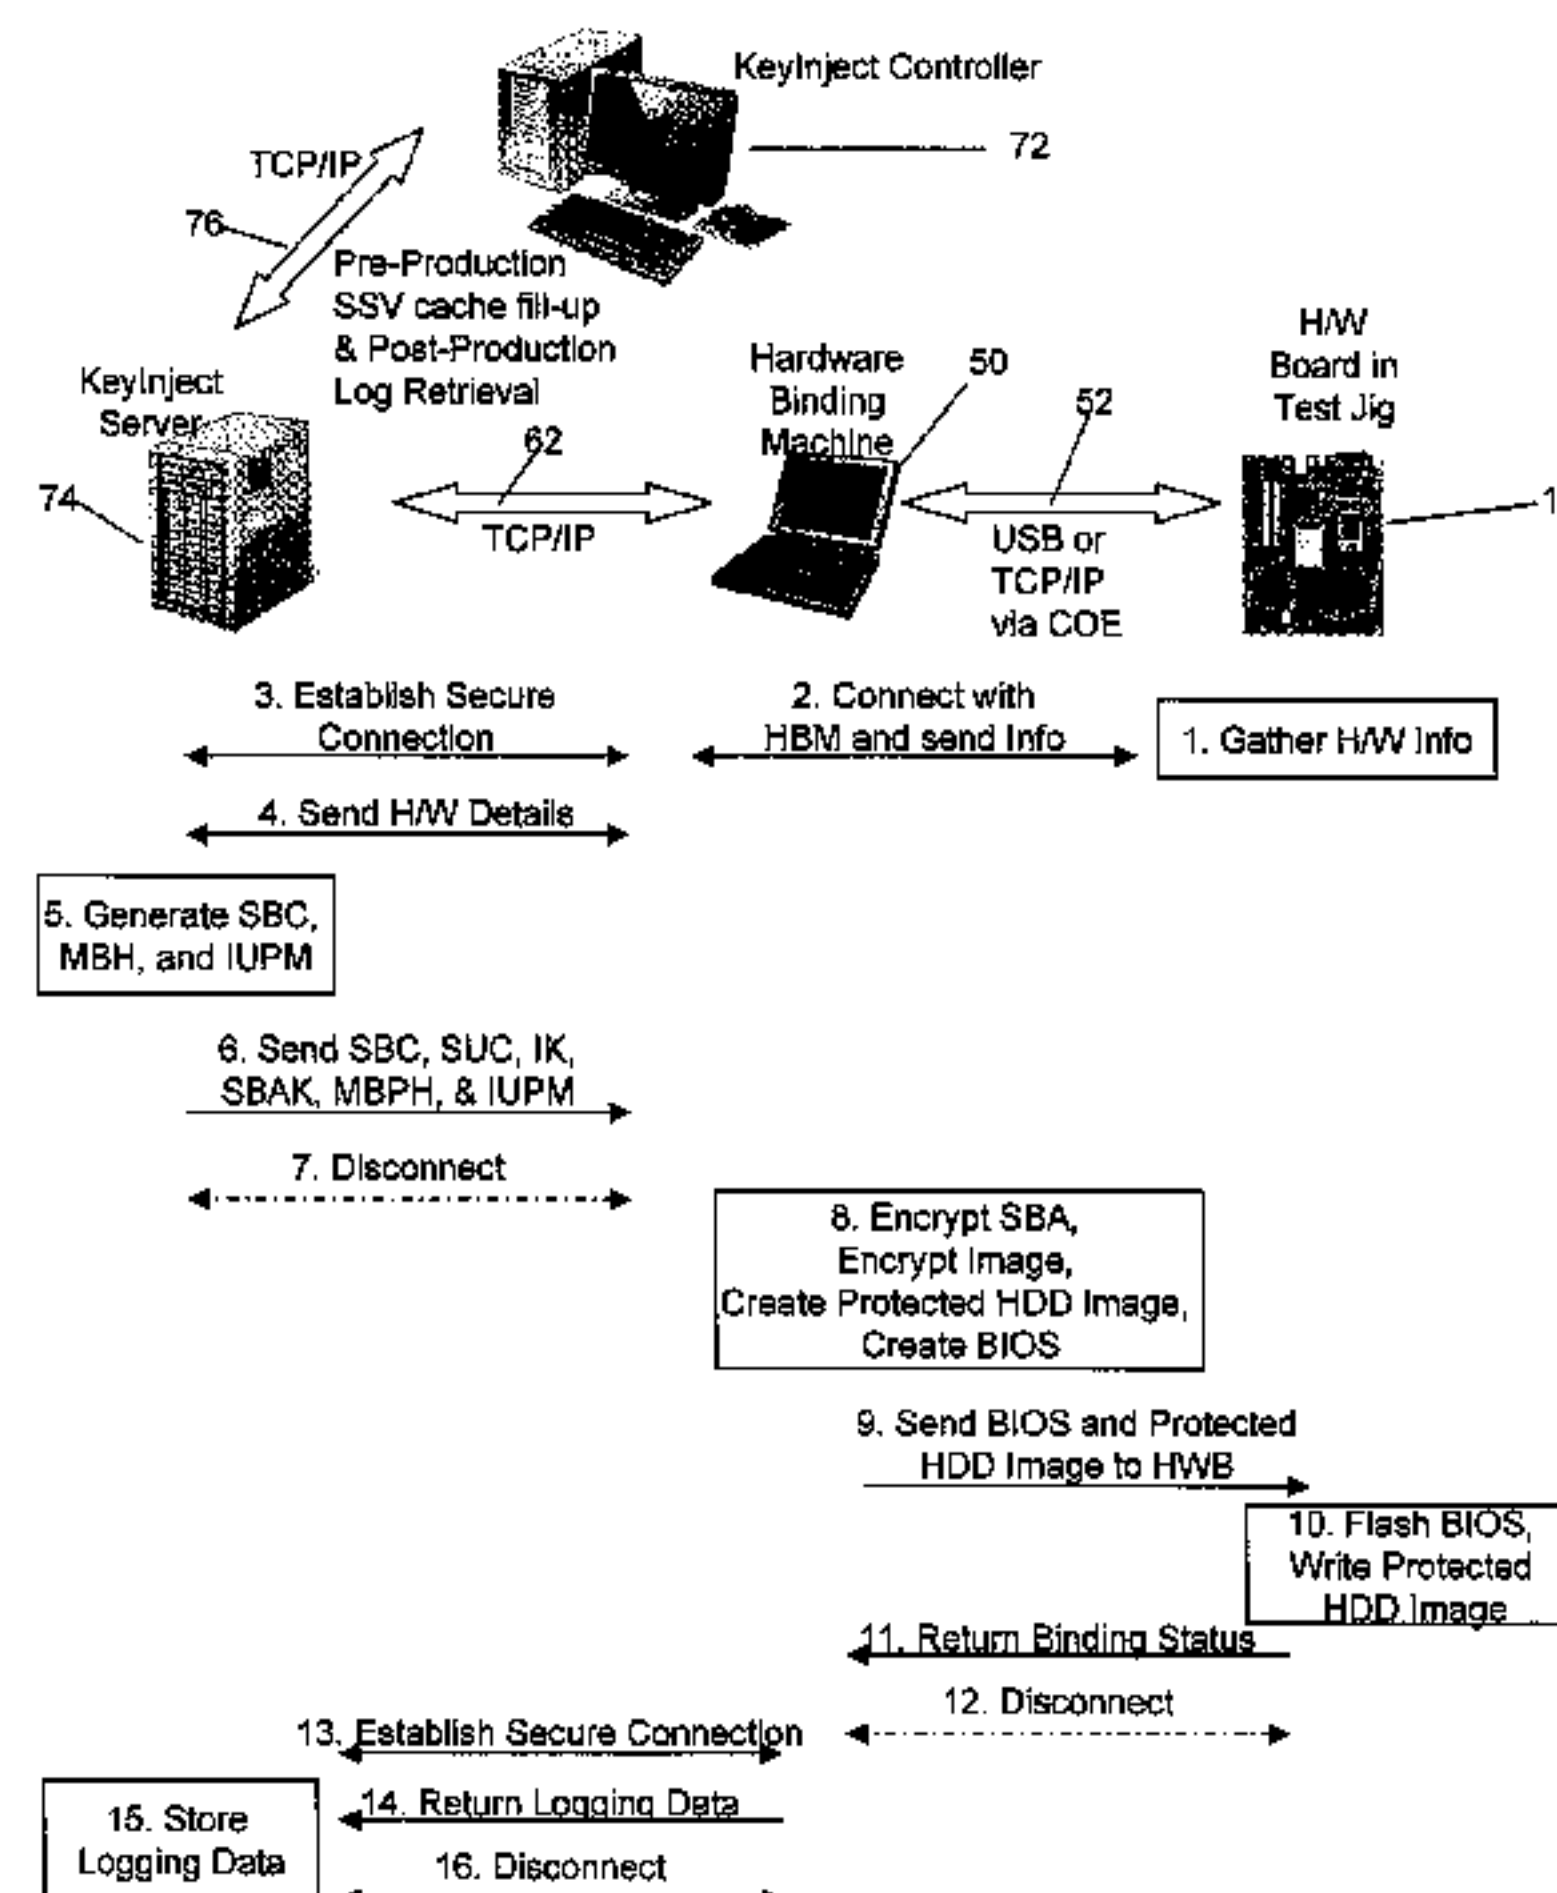 KeyInject Controller
72
TCP/IP
76
Pre-Production
SSV cache fill-up
& Post-Production
Log Retrieval
KeyInject
Server
74
62
TCP/IP
Hardware
Binding
Machine
50
52
USB or
TCP/IP
via COE
H/W
Board in
Test Jig
1
3. Establish Secure
Connection
2. Connect with
HBM and send Info
1. Gather H/W Info
4. Send H/W Details
5. Generate SBC,
MBH, and IUPM
6. Send SBC, SUC, IK,
SBAK, MBPH, & IUPM
7. Disconnect
8. Encrypt SBA,
Encrypt Image,
Create Protected HDD Image,
Create BIOS
9. Send BIOS and Protected
HDD Image to HWB
10. Flash BIOS,
Write Protected
HDD Image
11. Return Binding Status
12. Disconnect
13. Establish Secure Connection
14. Return Logging Data
15. Store
Logging Data
16. Disconnect